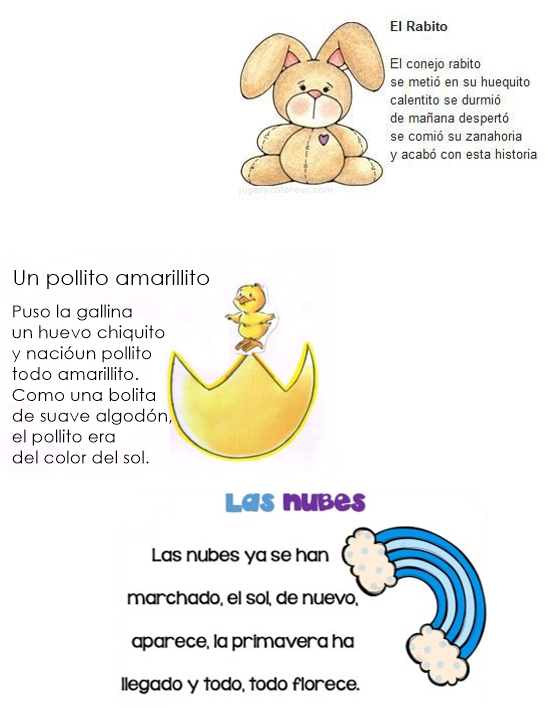 El Rabito
El conejo rabito
se metió en su huequito
calentito se durmió
de mañana despertó
se comió su zanahoria
y acabó con esta historia
jugarycolorear.com
Un pollito amarillito
Puso la gallina
un huevo chiquito
y nacióun pollito
todo amarillito.
Como una bolita
de suave algodón,
el pollito era
del color del sol.
Las nubes
Las nubes ya se han
marchado, el sol, de nuevo,
aparece, la primavera ha
llegado y todo, todo florece.